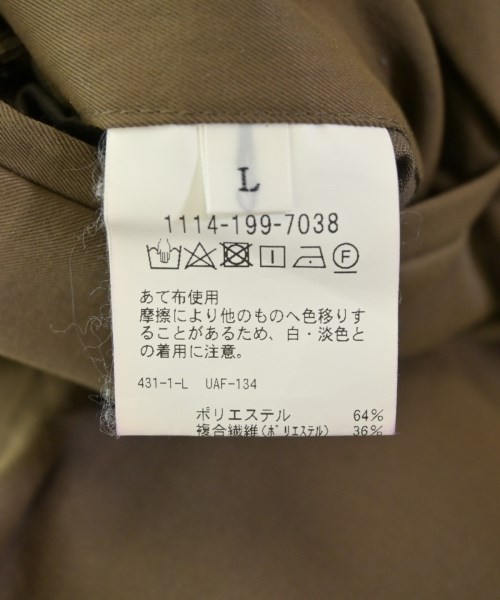 L
1114-199-7038
F
あて布使用
摩擦により他のものへ色移りす
ることがあるため、白・淡色と
の着用に注意。
431-1-L UAF-134
ポリエステル 64%
複合繊維(ポリエステル) 36%